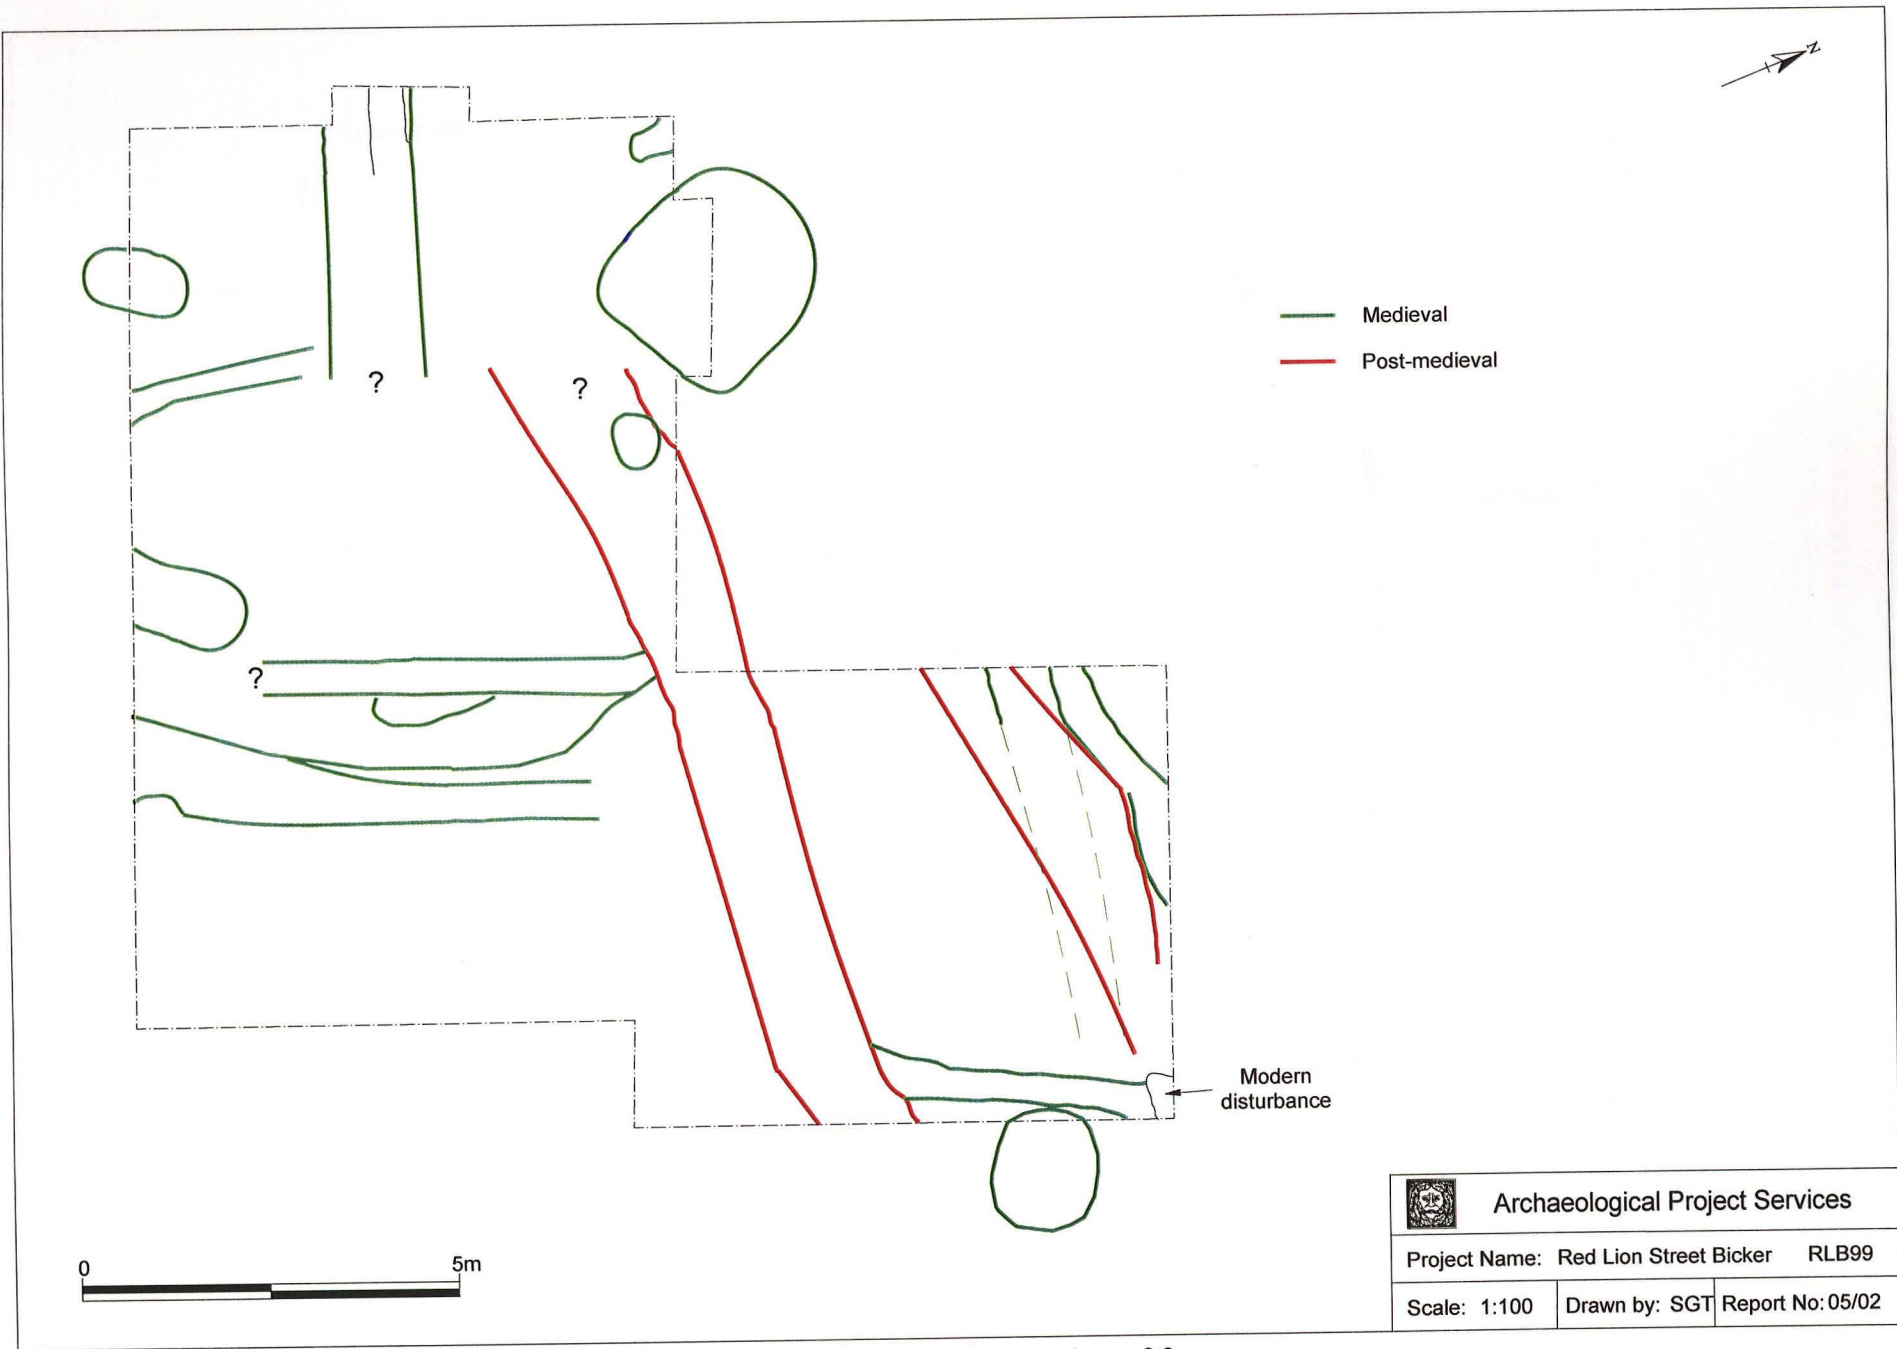 N
Medieval
Post-medieval
?
?
?
Modern
disturbance
0 5m
Archaeological Project Services
Project Name: Red Lion Street Bicker RLB99
Scale: 1:100 Drawn by: SGT Report No: 05/02